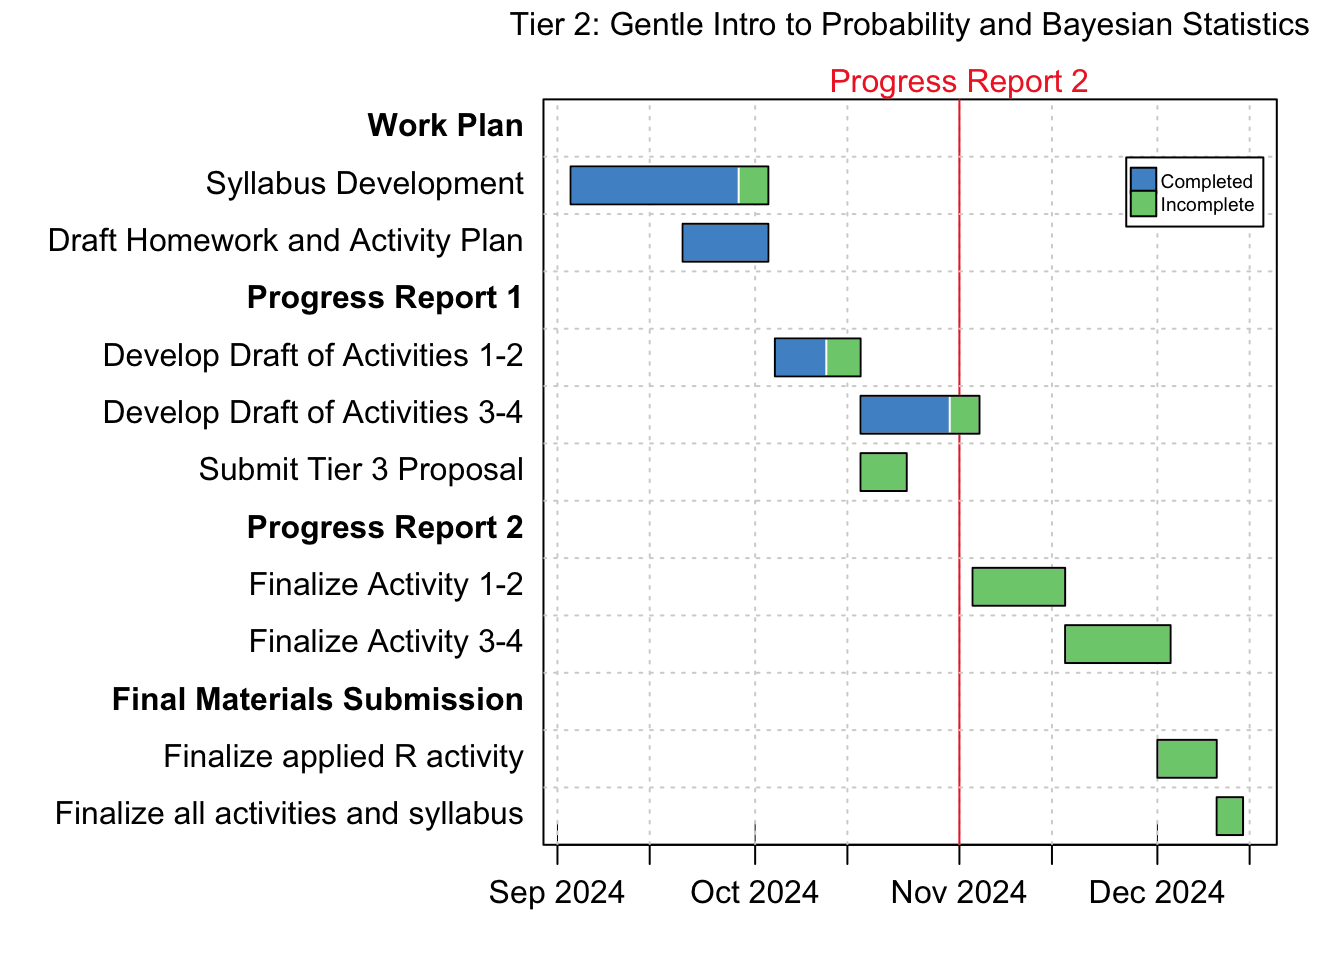 Tier 2: Gentle Intro to Probability and Bayesian Statistics
Progress Report 2
Work Plan
Syllabus Development
Completed
Incomplete
Draft Homework and Activity Plan
Progress Report 1
Develop Draft of Activities 1-2
Develop Draft of Activities 3-4
Submit Tier 3 Proposal
Progress Report 2
Finalize Activity 1-2
Finalize Activity 3-4
Final Materials Submission
Finalize applied R activity
Finalize all activities and syllabus
Sep 2024 Oct 2024 Nov 2024 Dec 2024